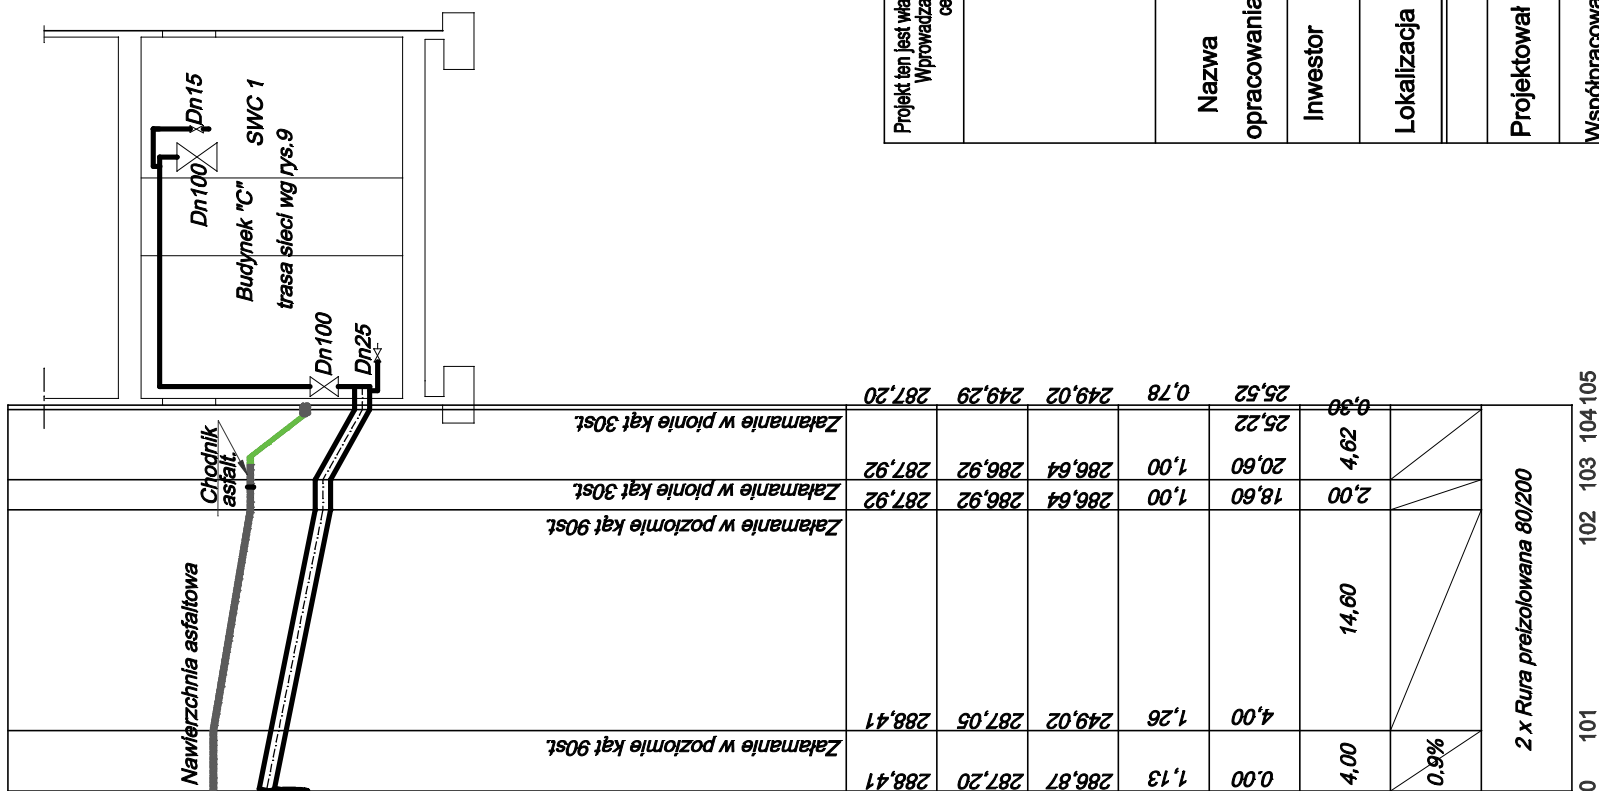 Projekt ten jest wła
Wprowadza
ce
Nazwa
opracowania
Inwestor
Lokalizacja
Projektował
Współpracowa
Dn15
SWC 1
Dn100
Budynek "C"
trasa sieci wg rys.9
Dn100
Dn25
Chodnik
asfalt.
Nawierzchnia asfaltowa
Załamanie w pionie kąt 30st.
Załamanie w pionie kąt 30st.
Załamanie w poziomie kąt 90st.
Załamanie w poziomie kąt 90st.
288,41 288,41 287,92 287,92 287,20
287,20 287,05 286,92 286,92 249,29
286,87 249,02 286,64 286,64 249,02
1,13 1,26 1,00 1,00 0,78
0.00 4,00 18,60 20,60 25,22 25,52
4,00 14,60 2,00 4,62 0,30
0.9%
2 x Rura preizolowana 80/200
0 101 102 103 104 105